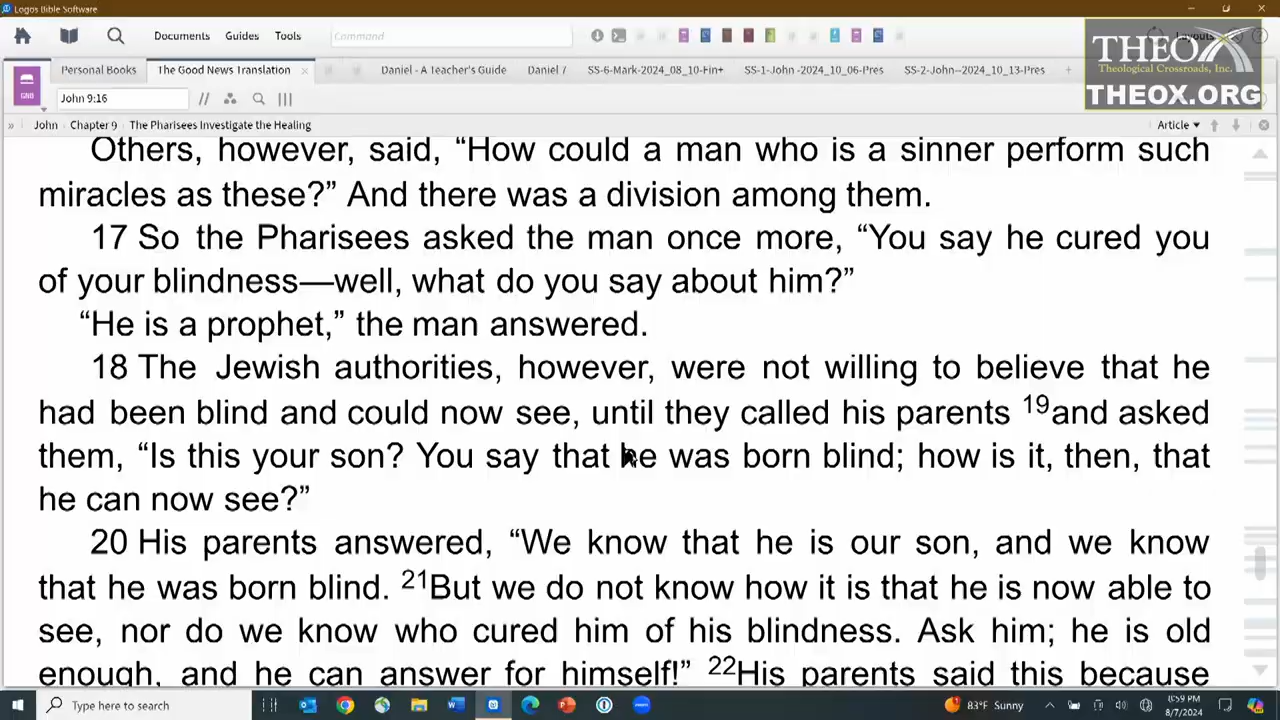 Logos Bible Software
Documents Guides Tools Command
THEOX
Theological Crossroads, Inc.
THEOX.ORG
Personal Books The Good News Translation Daniel 7 SS-6-Mark-2024_08_10-Fin+ SS-1-John -2024_10_06-Pres SS-2-John--2024_10_13-Pres
GNB John 9:16
» John Chapter 9 The Pharisees Investigate the Healing Article
Others, however, said, “How could a man who is a sinner perform such
miracles as these?” And there was a division among them.
17 So the Pharisees asked the man once more, “You say he cured you
of your blindness—well, what do you say about him?”
“He is a prophet,” the man answered.
18 The Jewish authorities, however, were not willing to believe that he
had been blind and could now see, until they called his parents 19and asked
them, “Is this your son? You say that he was born blind; how is it, then, that
he can now see?”
20 His parents answered, “We know that he is our son, and we know
that he was born blind. 21But we do not know how it is that he is now able to
see, nor do we know who cured him of his blindness. Ask him; he is old
enough, and he can answer for himself!” 22His parents said this because
Type here to search 83°F Sunny 8:59 PM
8/7/2024